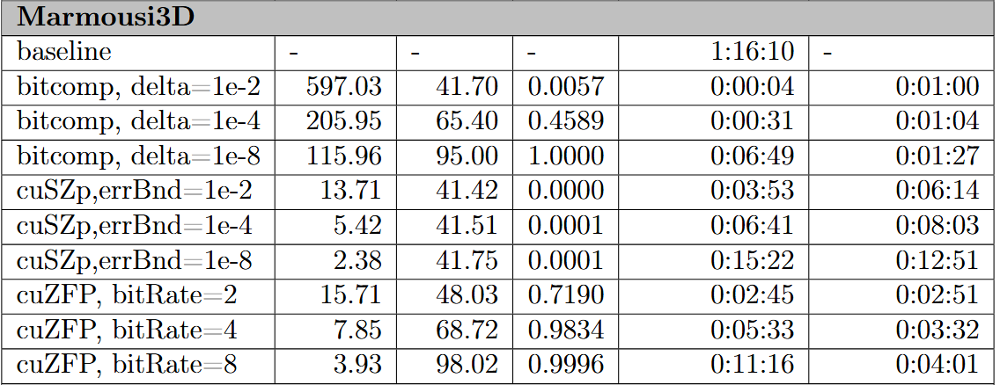 Marmousi3D
baseline - - - 1:16:10 -
bitcomp, delta=1e-2 597.03 41.70 0.0057 0:00:04 0:01:00
bitcomp, delta=1e-4 205.95 65.40 0.4589 0:00:31 0:01:04
bitcomp, delta=1e-8 115.96 95.00 1.0000 0:06:49 0:01:27
cuSZp,errBnd=1e-2 13.71 41.42 0.0000 0:03:53 0:06:14
cuSZp,errBnd=1e-4 5.42 41.51 0.0001 0:06:41 0:08:03
cuSZp,errBnd=1e-8 2.38 41.75 0.0001 0:15:22 0:12:51
cuZFP, bitRate=2 15.71 48.03 0.7190 0:02:45 0:02:51
cuZFP, bitRate=4 7.85 68.72 0.9834 0:05:33 0:03:32
cuZFP, bitRate=8 3.93 98.02 0.9996 0:11:16 0:04:01